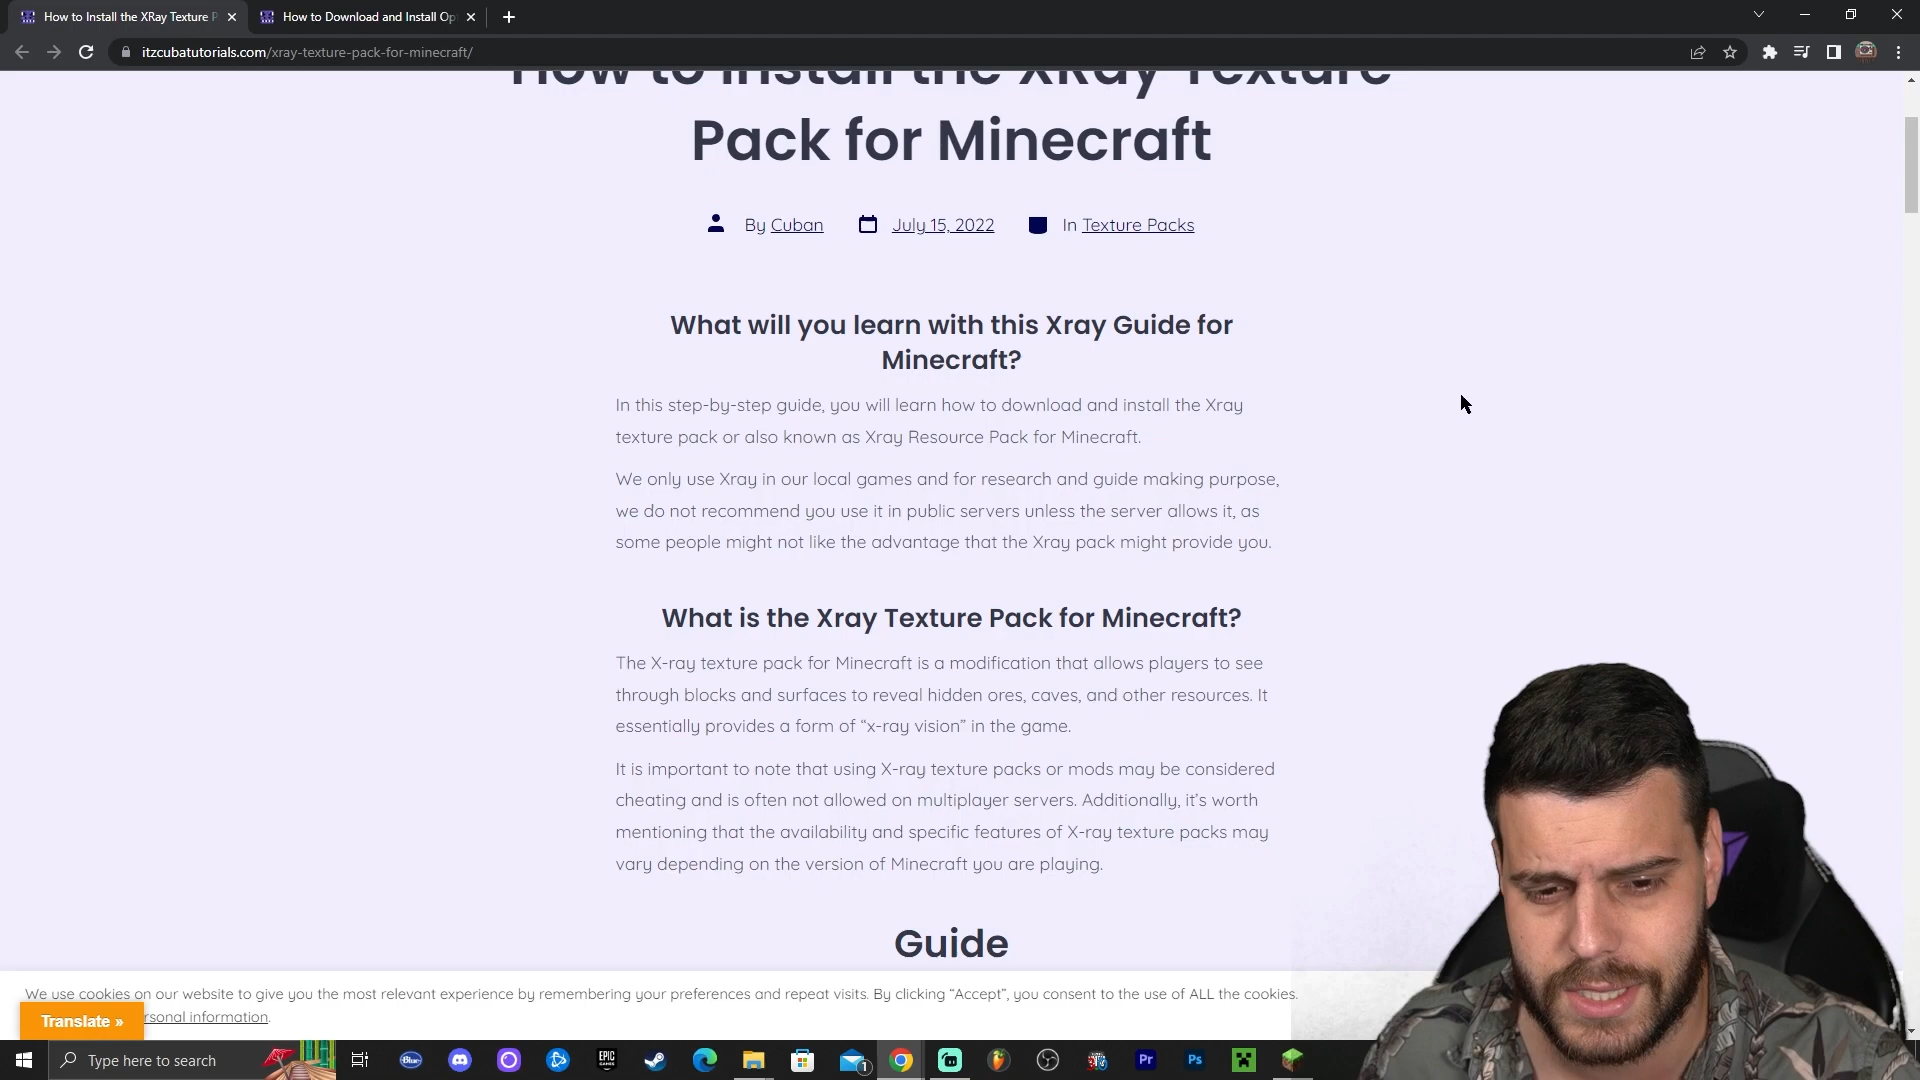 How to Install the XRay Texture P
How to Download and Install Op
itzcubatutorials.com/xray-texture-pack-for-minecraft/
How to Install the XRay Texture
Pack for Minecraft
By Cuban
July 15, 2022
In Texture Packs
What will you learn with this Xray Guide for
Minecraft?
In this step-by-step guide, you will learn how to download and install the Xray
texture pack or also known as Xray Resource Pack for Minecraft.
We only use Xray in our local games and for research and guide making purpose,
we do not recommend you use it in public servers unless the server allows it, as
some people might not like the advantage that the Xray pack might provide you.
What is the Xray Texture Pack for Minecraft?
The X-ray texture pack for Minecraft is a modification that allows players to see
through blocks and surfaces to reveal hidden ores, caves, and other resources. It
essentially provides a form of “x-ray vision” in the game.
It is important to note that using X-ray texture packs or mods may be considered
cheating and is often not allowed on multiplayer servers. Additionally, it’s worth
mentioning that the availability and specific features of X-ray texture packs may
vary depending on the version of Minecraft you are playing.
Guide
We use cookies on our website to give you the most relevant experience by remembering your preferences and repeat visits. By clicking “Accept”, you consent to the use of ALL the cookies.
Translate » rsonal information.
Type here to search
Blue
EPIC
GAMES
1
Pr
Ps